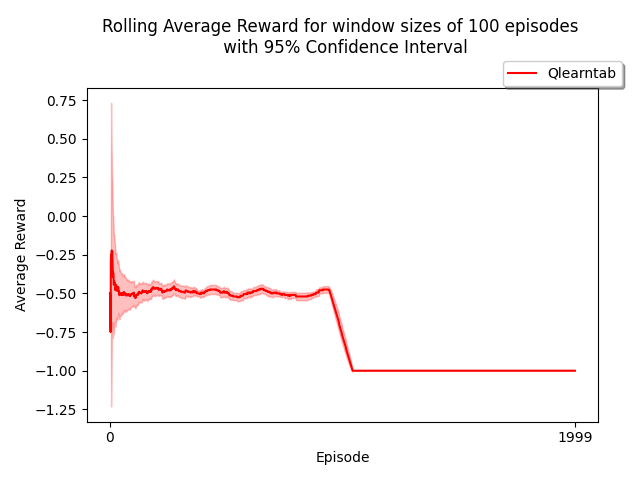 Rolling Average Reward for window sizes of 100 episodes
with 95% Confidence Interval
Qlearntab
0.75
0.50
0.25
0.00
−0.25
−0.50
−0.75
−1.00
−1.25
Average Reward
0
1999
Episode